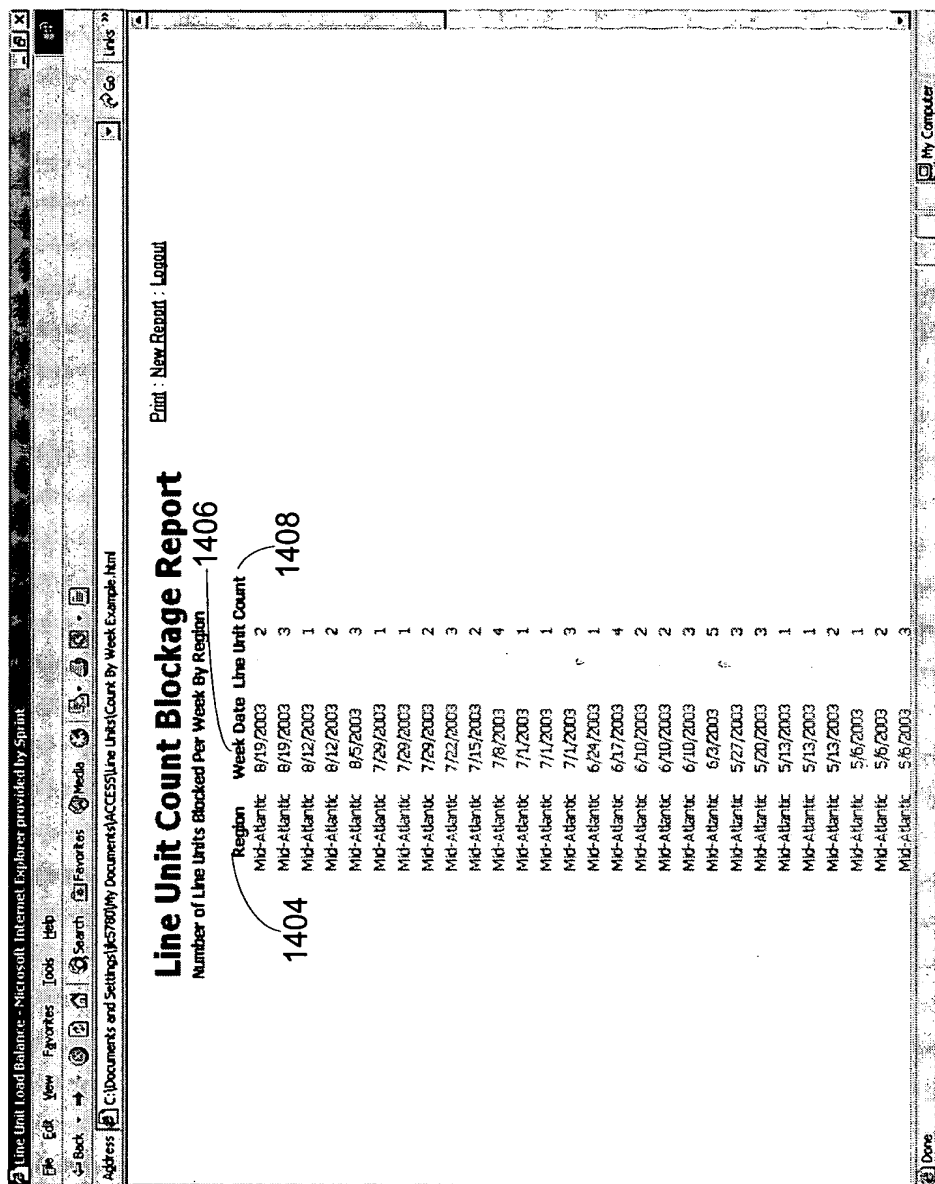 Line Unit Load Balance - Microsoft Internet Explorer provided by Sprint
File Edit View Favorites Tools Help
Back Search Favorites Media
Address C:\Documents and Settings\jlc5780\My Documents\ACCESS\Line Units\Count By Week Example.html Go Links »
Line Unit Count Blockage Report
Print : New Report : Logout
Number of Line Units Blocked Per Week By Region
1406
Region Week Date Line Unit Count
1404
1408
Mid-Atlantic 8/19/2003 2
Mid-Atlantic 8/19/2003 3
Mid-Atlantic 8/12/2003 1
Mid-Atlantic 8/12/2003 2
Mid-Atlantic 8/5/2003 3
Mid-Atlantic 7/29/2003 1
Mid-Atlantic 7/29/2003 1
Mid-Atlantic 7/29/2003 2
Mid-Atlantic 7/22/2003 3
Mid-Atlantic 7/15/2003 2
Mid-Atlantic 7/8/2003 4
Mid-Atlantic 7/1/2003 1
Mid-Atlantic 7/1/2003 1
Mid-Atlantic 7/1/2003 3
Mid-Atlantic 6/24/2003 1
Mid-Atlantic 6/17/2003 4
Mid-Atlantic 6/10/2003 2
Mid-Atlantic 6/10/2003 2
Mid-Atlantic 6/10/2003 3
Mid-Atlantic 6/3/2003 5
Mid-Atlantic 5/27/2003 3
Mid-Atlantic 5/20/2003 3
Mid-Atlantic 5/13/2003 1
Mid-Atlantic 5/13/2003 1
Mid-Atlantic 5/13/2003 2
Mid-Atlantic 5/6/2003 1
Mid-Atlantic 5/6/2003 2
Mid-Atlantic 5/6/2003 3
Done My Computer